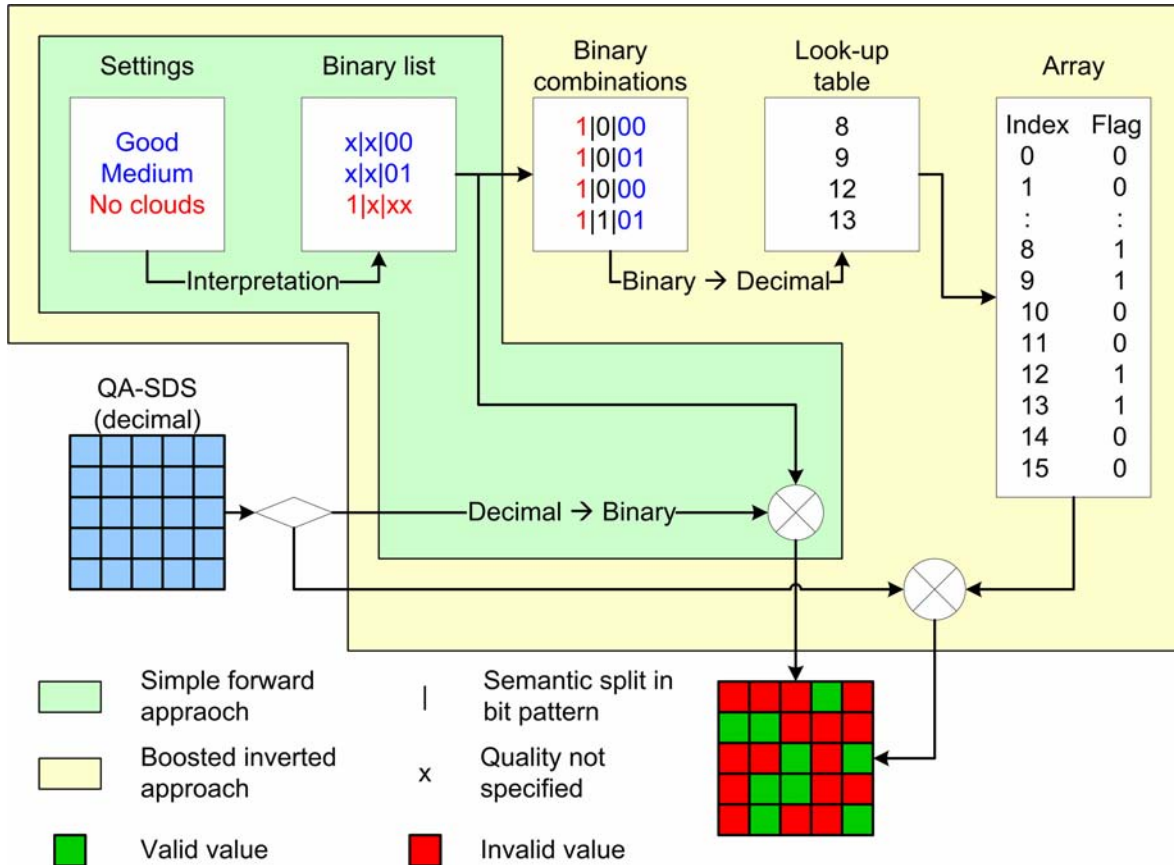 Settings
Binary list
Binary
combinations
Look-up
table
Array
Good
Medium
No clouds
x|x|00
x|x|01
1|x|xx
1|0|00
1|0|01
1|0|00
1|1|01
8
9
12
13
Index Flag
0 0
1 0
: :
8 1
9 1
10 0
11 0
12 1
13 1
14 0
15 0
Interpretation
Binary → Decimal
QA-SDS
(decimal)
Decimal → Binary
Simple forward
appraoch
| Semantic split in
bit pattern
Boosted inverted
approach
x Quality not
specified
Valid value
Invalid value